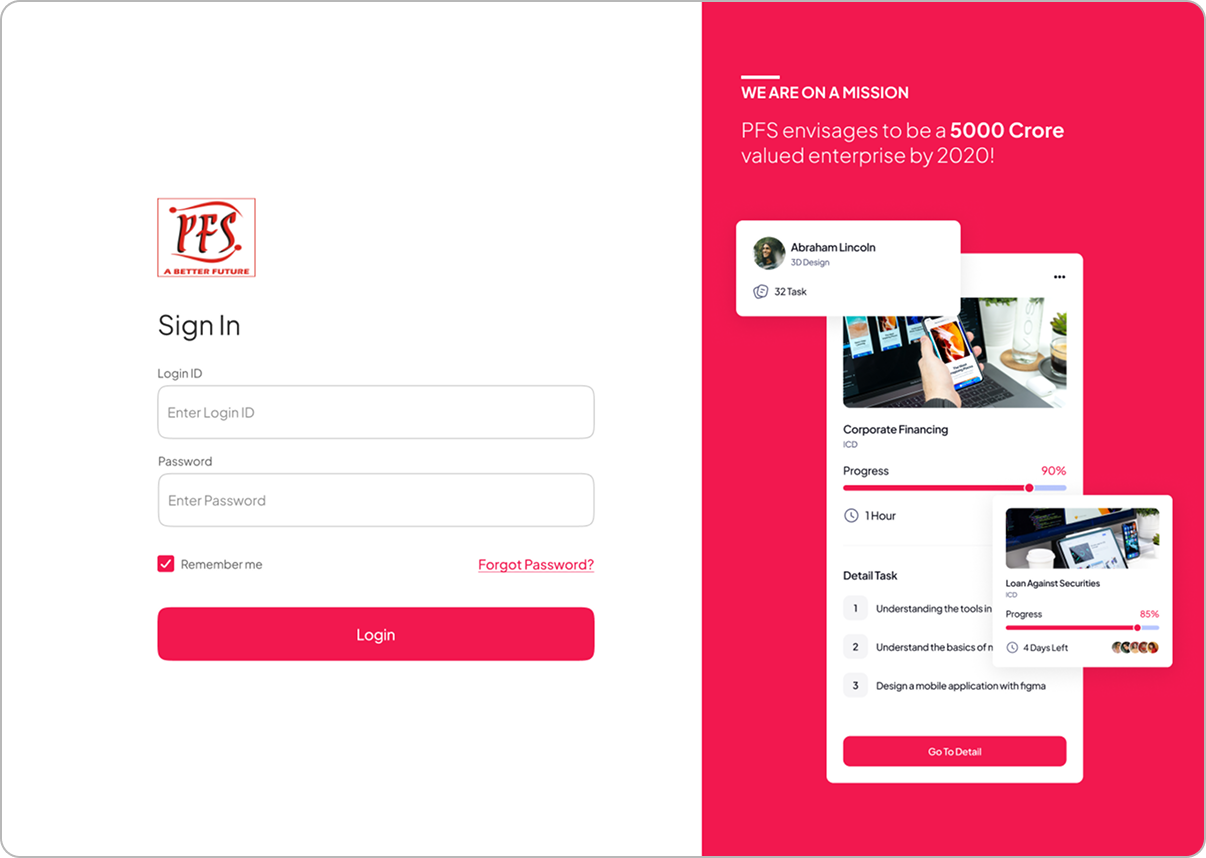 PFS
A BETTER FUTURE
Sign In
Login ID
Enter Login ID
Password
Enter Password
Remember me
Forgot Password?
Login
WE ARE ON A MISSION
PFS envisages to be a 5000 Crore
valued enterprise by 2020!
Abraham Lincoln
3D Design
32 Task
Corporate Financing
ICD
Progress
90%
1 Hour
Detail Task
1
Understanding the tools in
2
Understand the basics of
3
Design a mobile application with figma
Go To Detail
Loan Against Securities
ICD
Progress
85%
4 Days Left